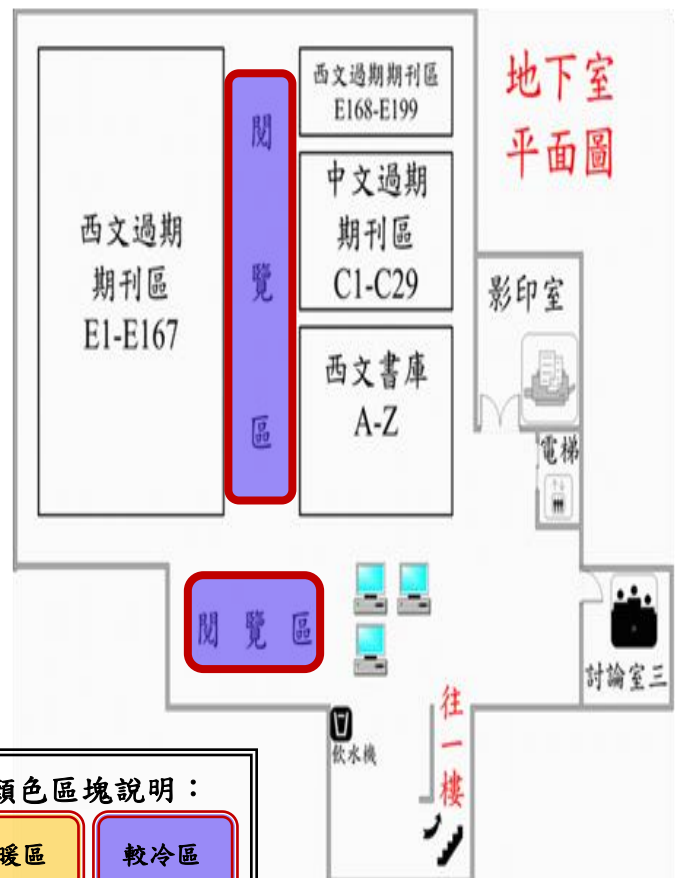 地下室
平面圖
西文過期
期刊區
E1-E167
閱覽區
西文過期期刊區
E168-E199
中文過期
期刊區
C1-C29
西文書庫
A-Z
影印室
電梯
閱覽區
討論室三
飲水機
往一樓
顏色區塊說明：
暖區
較冷區